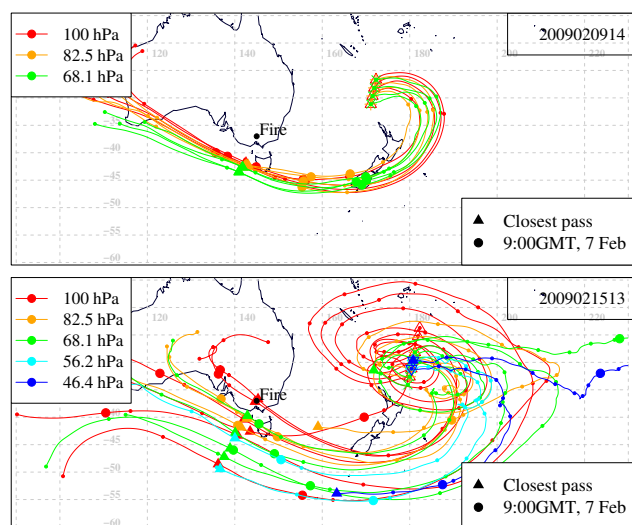 100 hPa
82.5 hPa
68.1 hPa
2009020914
120 140 160 180 220
Fire
−40
−45
−50
−55
−60
Closest pass
9:00GMT, 7 Feb
100 hPa
82.5 hPa
68.1 hPa
56.2 hPa
46.4 hPa
2009021513
120 140 160 180 220
Fire
−40
−45
−50
−55
−60
Closest pass
9:00GMT, 7 Feb